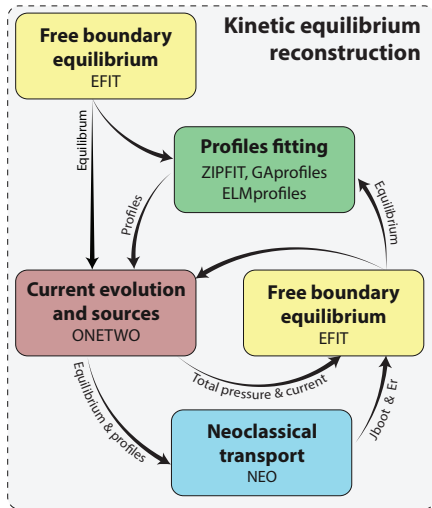 Kinetic equilibrium
reconstruction
Free boundary
equilibrium
EFIT
Equilibrum
Profiles fitting
ZIPFIT, GAprofiles
ELMprofiles
Profiles
Equilibrium
Current evolution
and sources
ONETWO
Free boundary
equilibrium
EFIT
Total pressure & current
Equilibrium
& profiles
Jboot & Er
Neoclassical
transport
NEO